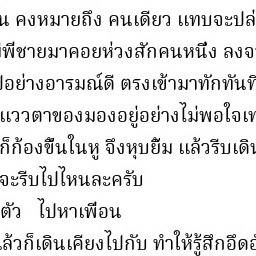 น คงหมายถึง คนเดียว แทบจะปล่
มีพี่ชายมาคอยห่วงสักคนหนึ่ง ลงจ
ปอย่างอารมณ์ดี ตรงเข้ามาทักทันที
แววตาของมองอยู่อย่างไม่พอใจเท
ก็ก้องขึ้นในหู จึงหุบยิ้ม แล้วรีบเดิน
จะรีบไปไหนละครับ
ตัว ไปหาเพื่อน
ล้วก็เดินเคียงไปกับ ทำให้รู้สึกอึดอั